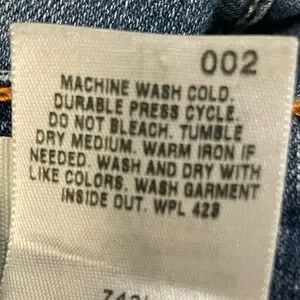 002
MACHINE WASH COLD.
DURABLE PRESS CYCLE.
DO NOT BLEACH. TUMBLE
DRY MEDIUM. WARM IRON IF
NEEDED. WASH AND DRY WITH
LIKE COLORS. WASH GARMENT
INSIDE OUT. WPL 423